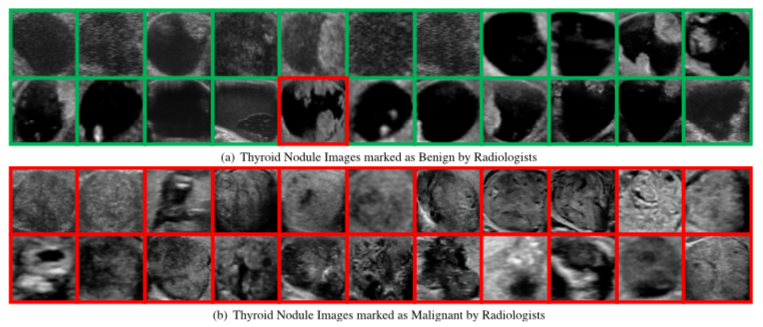 (a) Thyroid Nodule Images marked as Benign by Radiologists
(b) Thyroid Nodule Images marked as Malignant by Radiologists